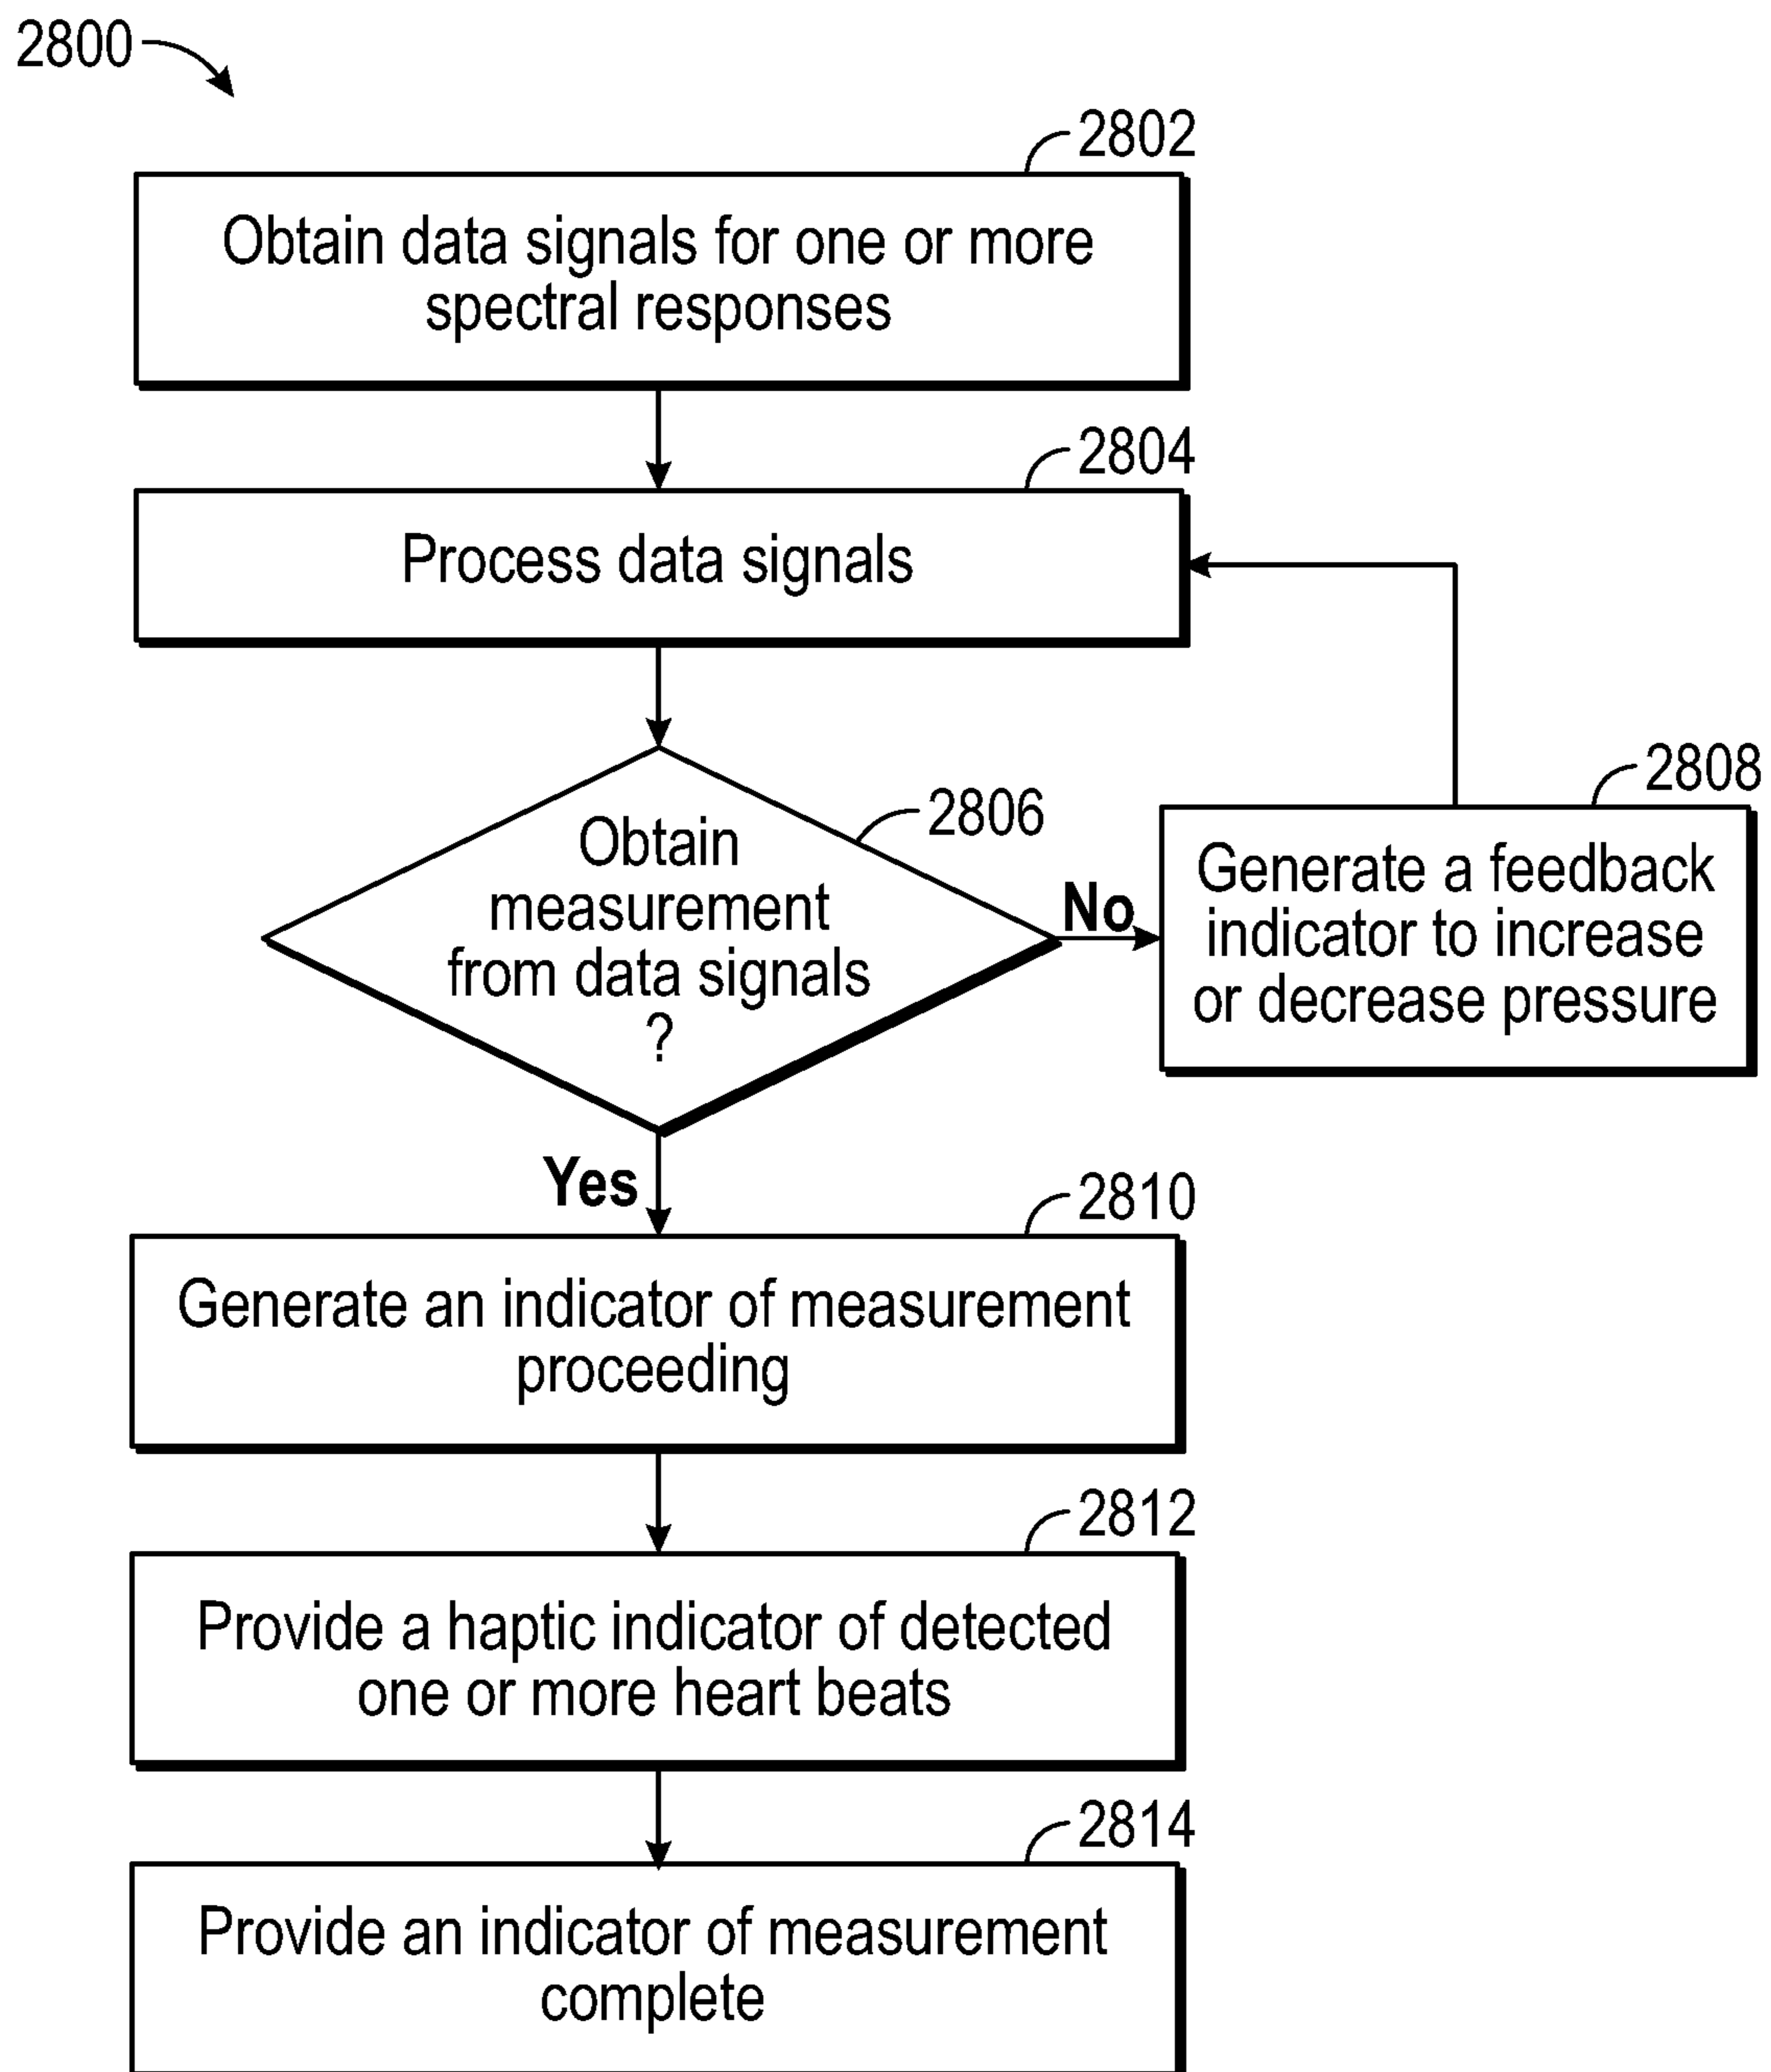 2800
2802
Obtain data signals for one or more
spectral responses
2804
Process data signals
2806
Obtain
measurement
from data signals
?
No
2808
Generate a feedback
indicator to increase
or decrease pressure
Yes
2810
Generate an indicator of measurement
proceeding
2812
Provide a haptic indicator of detected
one or more heart beats
2814
Provide an indicator of measurement
complete